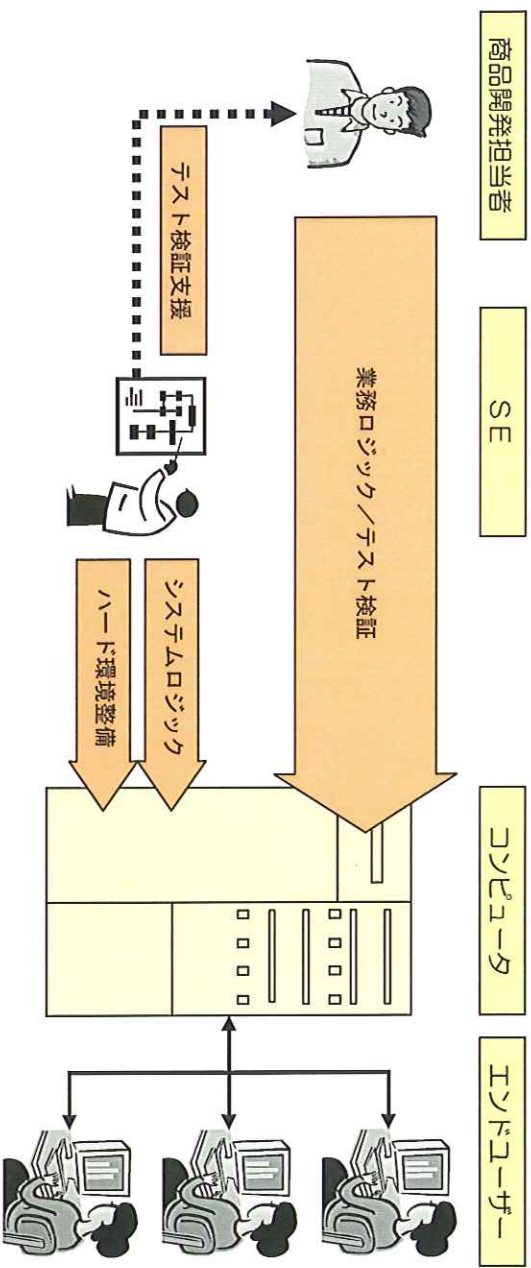 商品開発担当者
SE
コンピュータ
エンドユーザー
業務ロジック/テスト検証
テスト検証支援
システムロジック
ハード環境整備